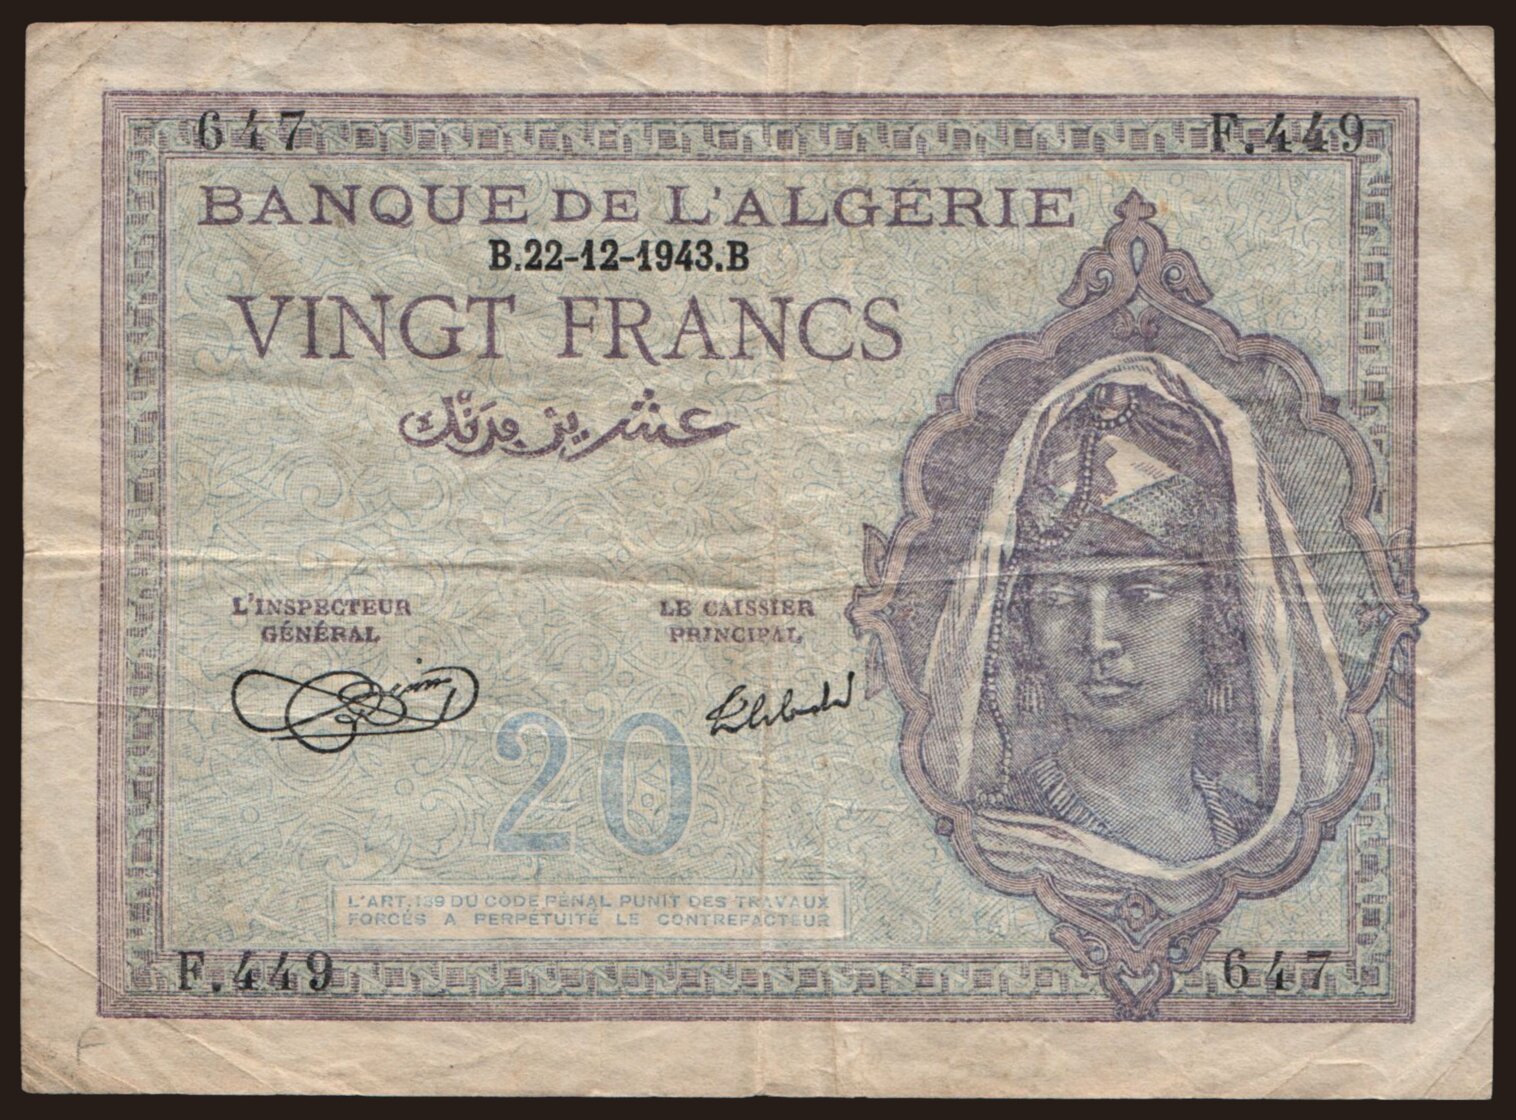 647 F.449
BANQUE DE L'ALGÉRIE
B.22-12-1943.B
VINGT FRANCS
عشرين فرنك
L'INSPECTEUR GÉNÉRAL
LE CAISSIER PRINCIPAL
20
L'ART. 139 DU CODE PÉNAL PUNIT DES TRAVAUX
FORCÉS A PERPÉTUITÉ LE CONTREFACTEUR
F.449 647